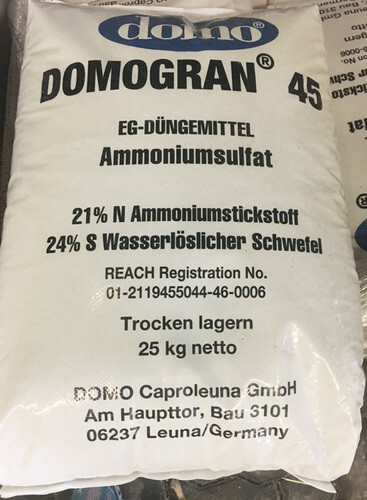 domo®
DOMOGRAN® 45
EG-DÜNGEMITTEL
Ammoniumsulfat
21% N Ammoniumstickstoff
24% S Wasserlöslicher Schwefel
REACH Registration No.
01-2119455044-46-0006
Trocken lagern
25 kg netto
DOMO Caproleuna GmbH
Am Haupttor, Bau 3101
06237 Leuna/Germany